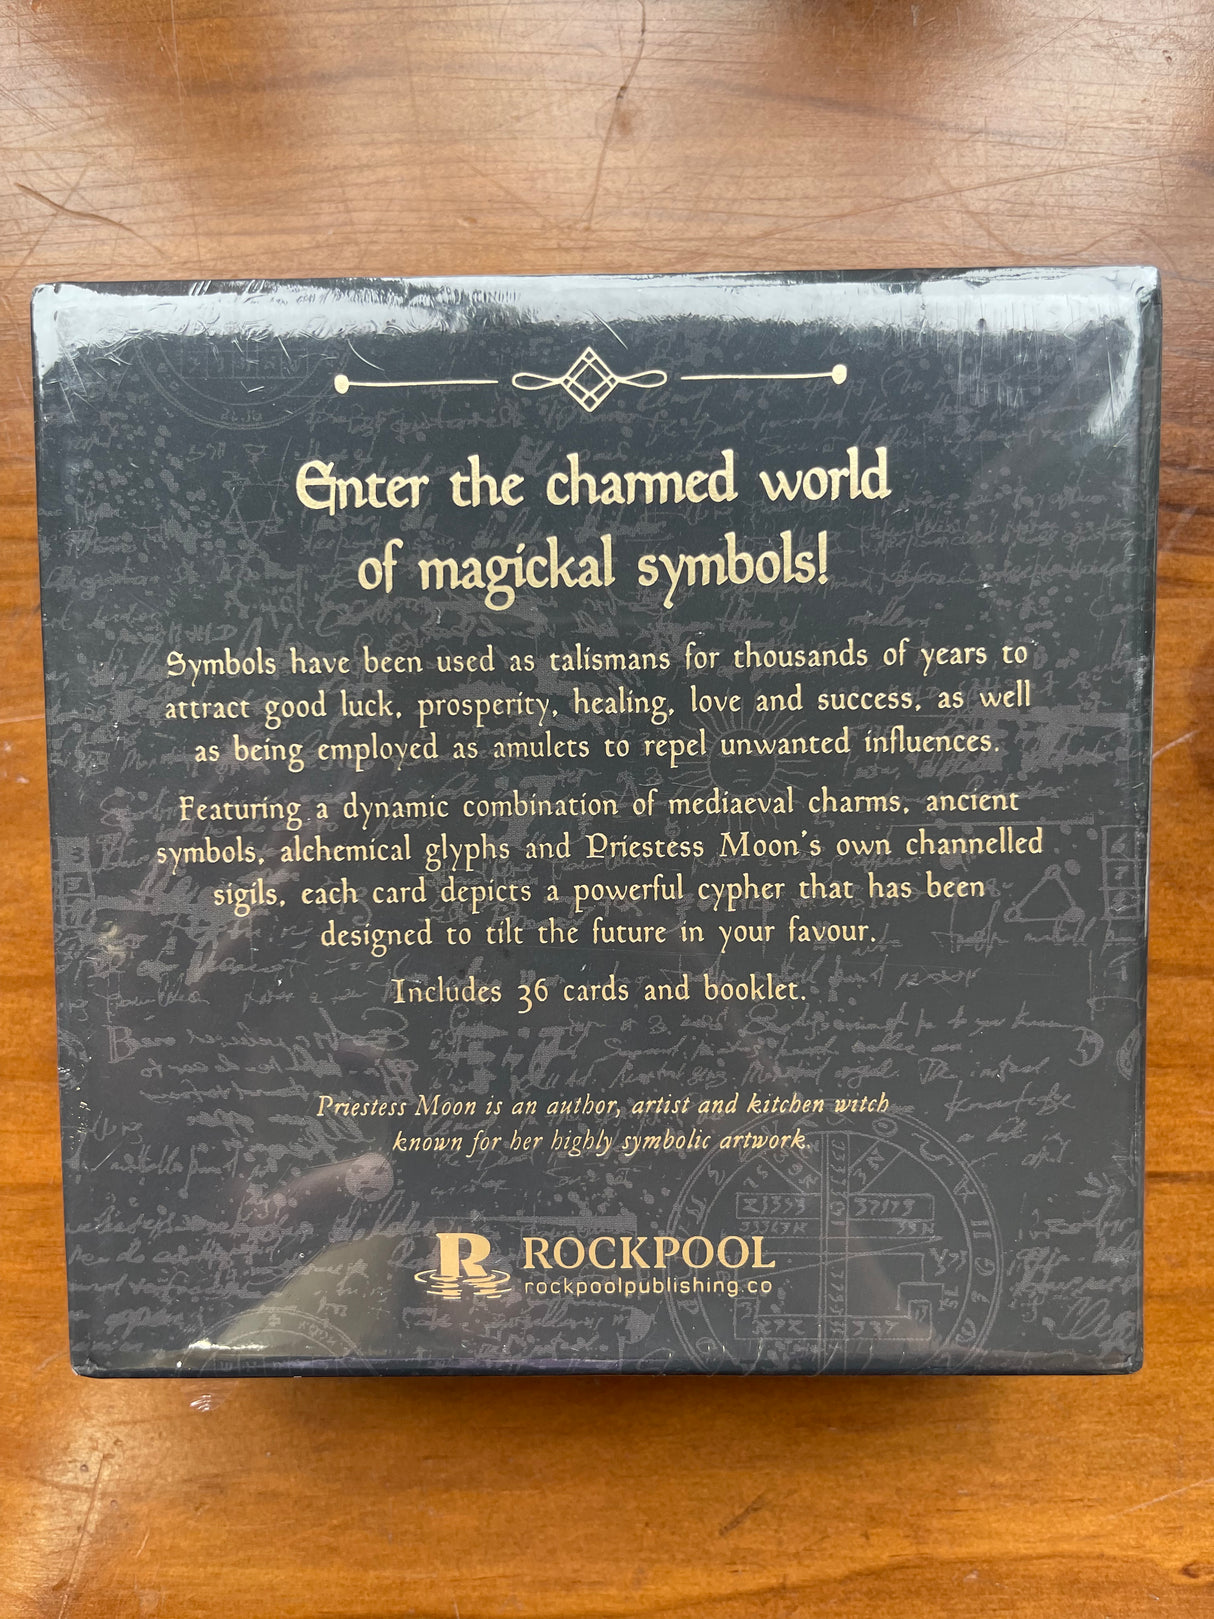 Enter the charmed world
of magickal symbols!
Symbols have been used as talismans for thousands of years to
attract good luck, prosperity, healing, love and success, as well
as being employed as amulets to repel unwanted influences.
Featuring a dynamic combination of mediaeval charms, ancient
symbols, alchemical glyphs and Priestess Moon's own channelled
sigils, each card depicts a powerful cypher that has been
designed to tilt the future in your favour.
Includes 36 cards and booklet.
Priestess Moon is an author, artist and kitchen witch
known for her highly symbolic artwork.
R ROCKPOOL
rockpoolpublishing.co